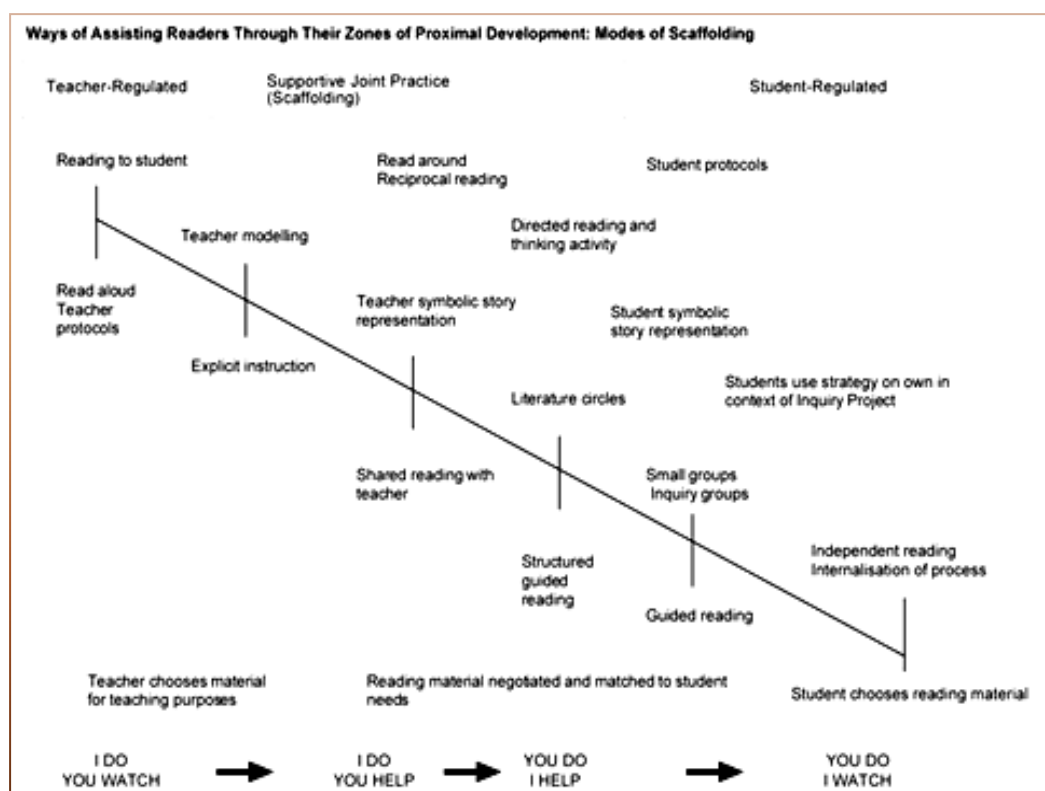 Ways of Assisting Readers Through Their Zones of Proximal Development: Modes of Scaffolding
Teacher-Regulated
Supportive Joint Practice
(Scaffolding)
Student-Regulated
Reading to student
Read around
Reciprocal reading
Student protocols
Teacher modelling
Directed reading and
thinking activity
Read aloud
Teacher
protocols
Teacher symbolic story
representation
Student symbolic
story representation
Explicit instruction
Literature circles
Students use strategy on own in
context of Inquiry Project
Shared reading with
teacher
Small groups
Inquiry groups
Structured
guided
reading
Independent reading
Internalisation of process
Guided reading
Teacher chooses material
for teaching purposes
Reading material negotiated and matched to student
needs
Student chooses reading material
I DO
YOU WATCH
I DO
YOU HELP
YOU DO
I HELP
YOU DO
I WATCH